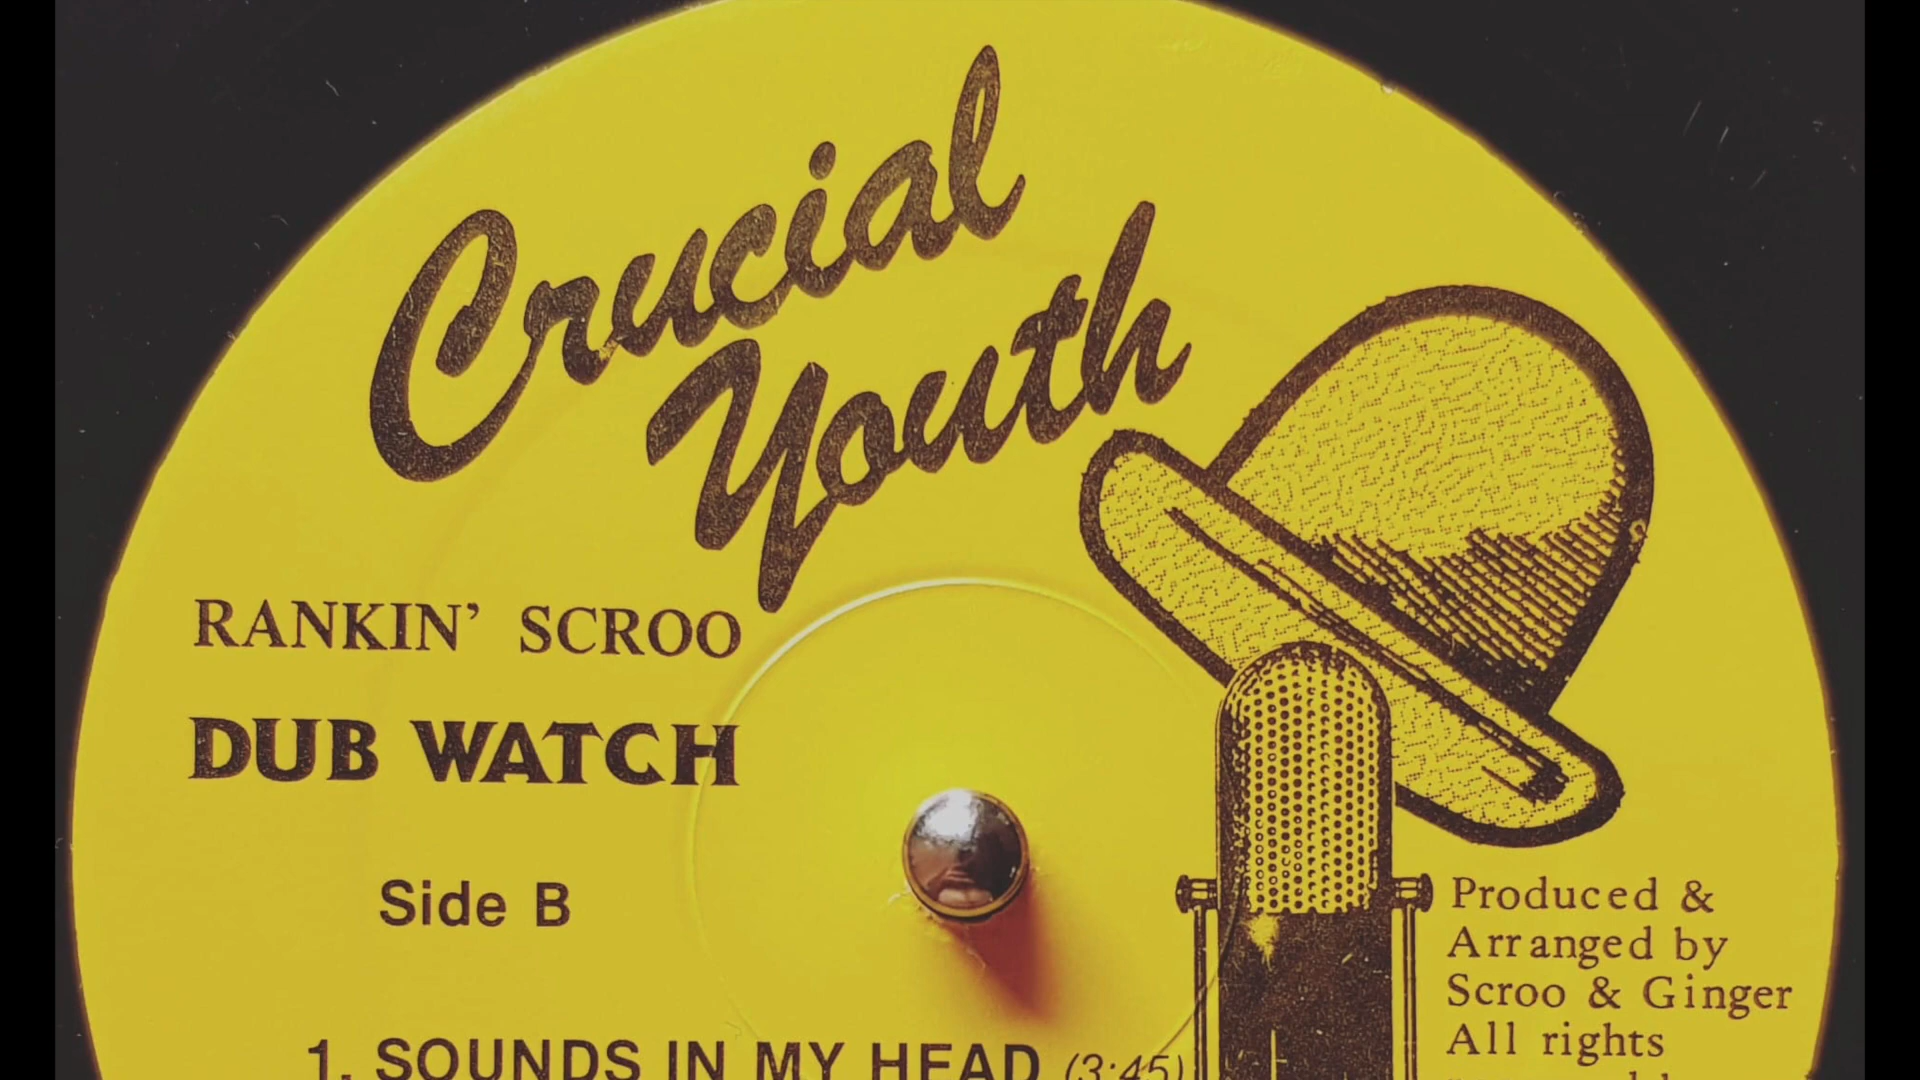 Crucial
Youth
RANKIN' SCROO
DUB WATCH
Side B
1. SOUNDS IN MY HEAD (3:45)
Produced &
Arranged by
Scroo & Ginger
All rights